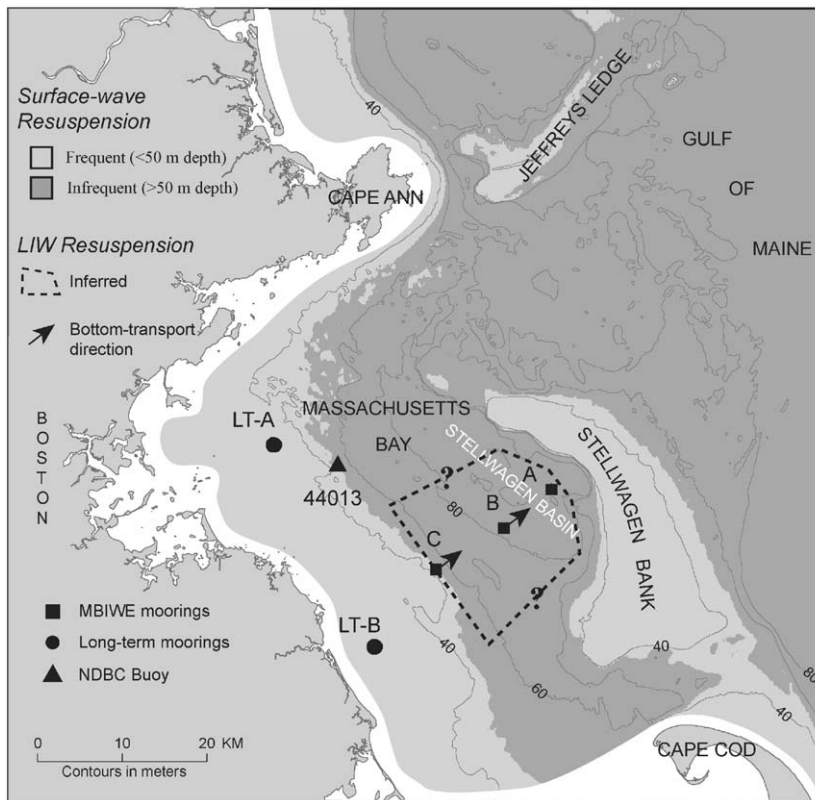 Surface-wave
Resuspension
Frequent (<50 m depth)
Infrequent (>50 m depth)
LIW Resuspension
Inferred
Bottom-transport
direction
40
JEFFREYS LEDGE
GULF
OF
MAINE
CAPE ANN
BOSTON
LT-A
44013
MASSACHUSETTS
BAY
STELLWAGEN BASIN
STELLWAGEN BANK
?
A
80
B
C
?
LT-B
40
60
40
80
40
CAPE COD
MBIWE moorings
Long-term moorings
NDBC Buoy
0 10 20 KM
Contours in meters